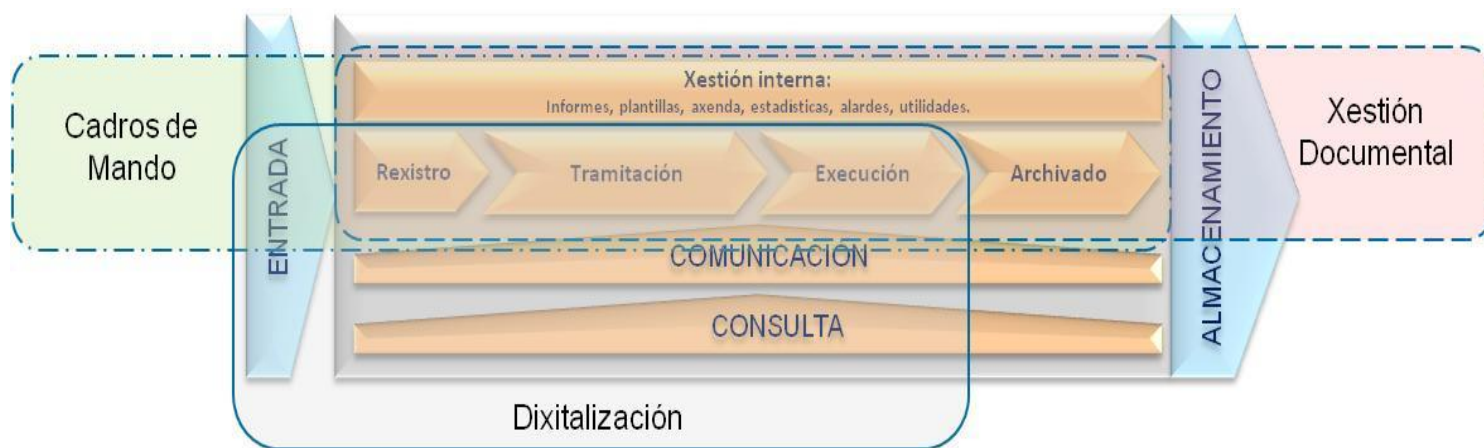 Cadros de
Mando
ENTRADA
Xestión interna:
Informes, plantillas, axenda, estadísticas, alardes, utilidades.
Rexistro
Tramitación
Execución
Archivado
COMUNICACIÓN
CONSULTA
ALMACENAMIENTO
Xestión
Documental
Dixitalización